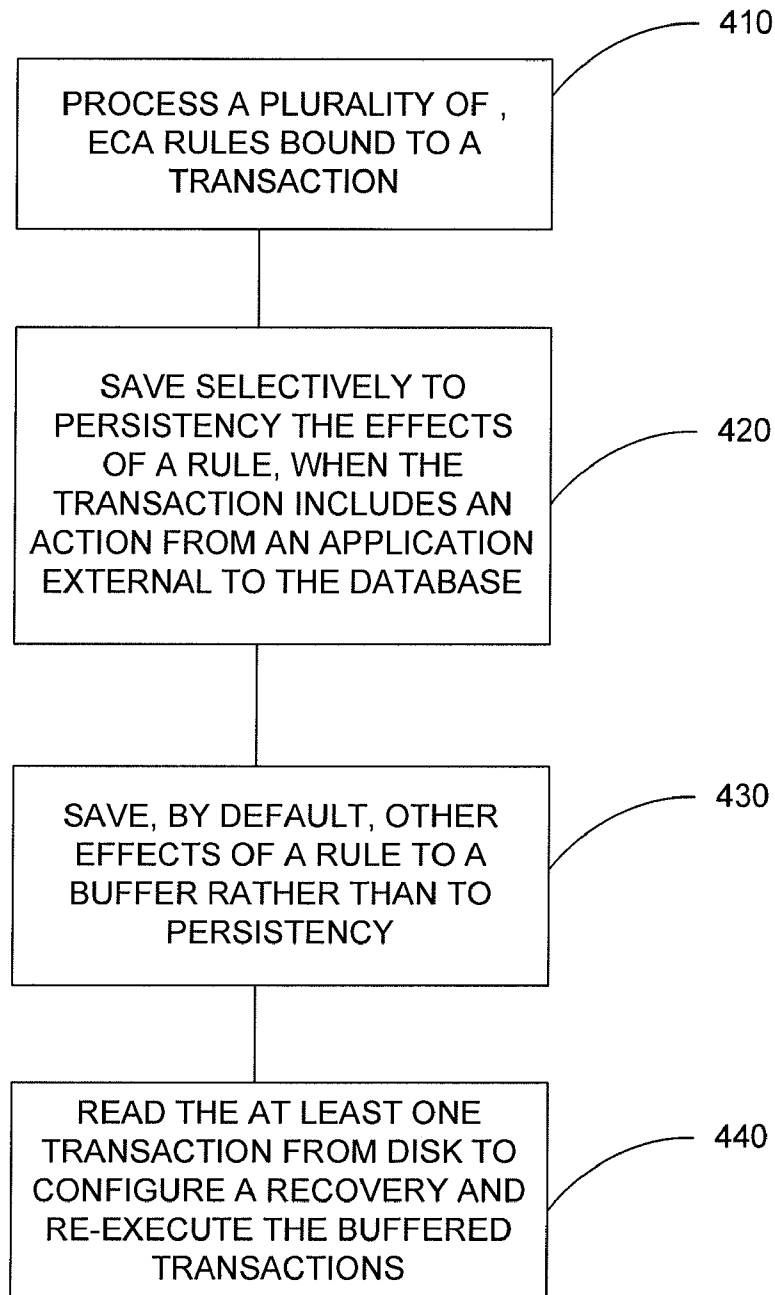 410
PROCESS A PLURALITY OF ,
ECA RULES BOUND TO A
TRANSACTION
SAVE SELECTIVELY TO
PERSISTENCY THE EFFECTS
OF A RULE, WHEN THE
TRANSACTION INCLUDES AN
ACTION FROM AN APPLICATION
EXTERNAL TO THE DATABASE
420
SAVE, BY DEFAULT, OTHER
EFFECTS OF A RULE TO A
BUFFER RATHER THAN TO
PERSISTENCY
430
READ THE AT LEAST ONE
TRANSACTION FROM DISK TO
CONFIGURE A RECOVERY AND
RE-EXECUTE THE BUFFERED
TRANSACTIONS
440